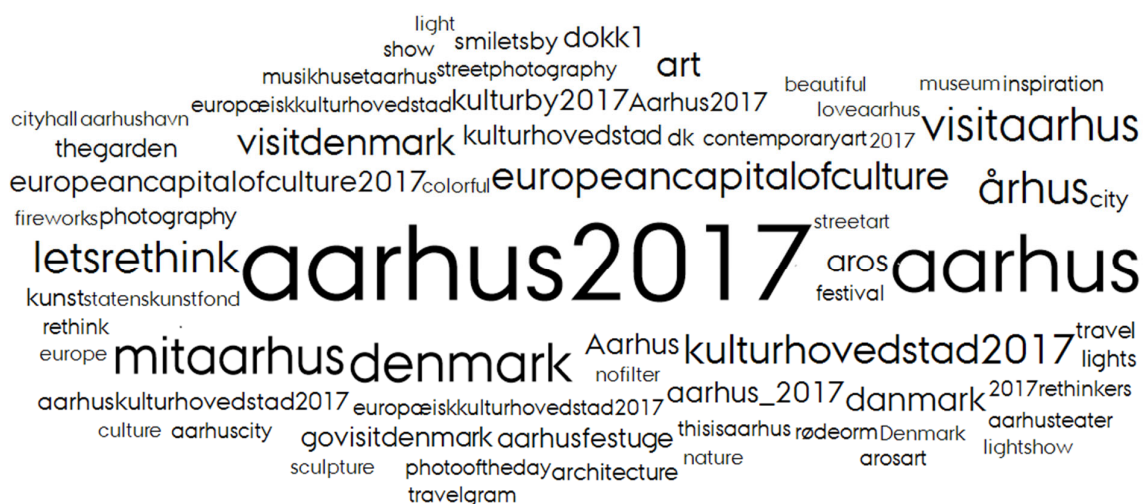 light
show smiletsby dokk1
musikhusetaarhus streetphotography art
beautiful museum inspiration
europæiskkulturhovedstad kulturby2017 Aarhus2017 loveaarhus
cityhall aarhushavn visitdenmark kulturhovedstad dk contemporaryart 2017 visitaarhus
thegarden
europeancapitalofculture2017 colorful europeancapitalofculture århus city
fireworks photography streetart
letsrethink aarhus2017 aros aarhus
kunst statenskunstfond festival
rethink
europe mitaarhus denmark Aarhus kulturhovedstad2017 travel
nofilter lights
aarhuskulturhovedstad2017 europæiskkulturhovedstad2017 aarhus_2017 danmark 2017 rethinkers
culture aarhuscity govisitdenmark aarhusfestuge thisisaarhus rødeorm Denmark aarhusteater
lightshow
sculpture photooftheday architecture nature arosart
travelgram